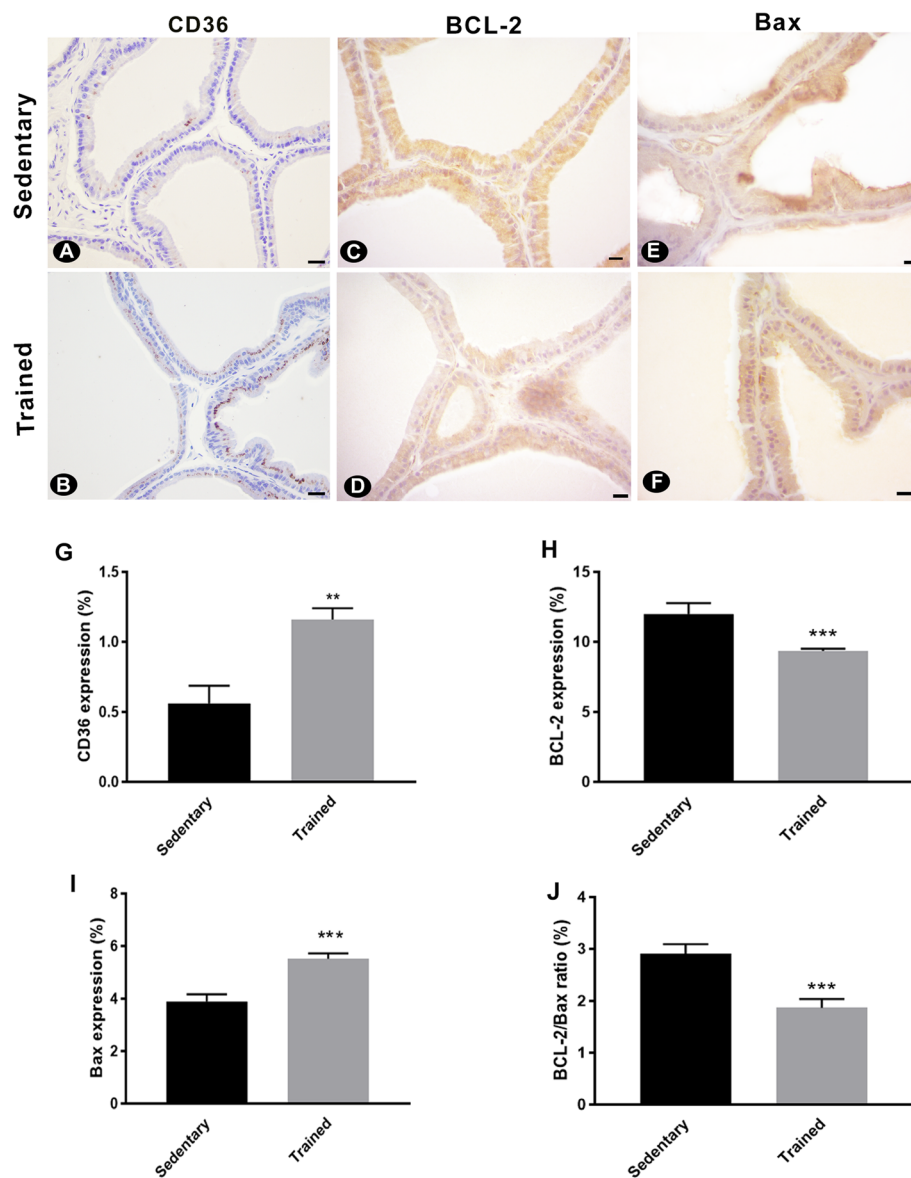 CD36 BCL-2 Bax
Sedentary
A C E
Trained
B D F
G
CD36 expression (%)
1.5
1.0
0.5
0.0
**
Sedentary Trained
H
BCL-2 expression (%)
15
10
5
0
***
Sedentary Trained
I
Bax expression (%)
8
6
4
2
0
***
Sedentary Trained
J
BCL-2/Bax ratio (%)
4
3
2
1
0
***
Sedentary Trained